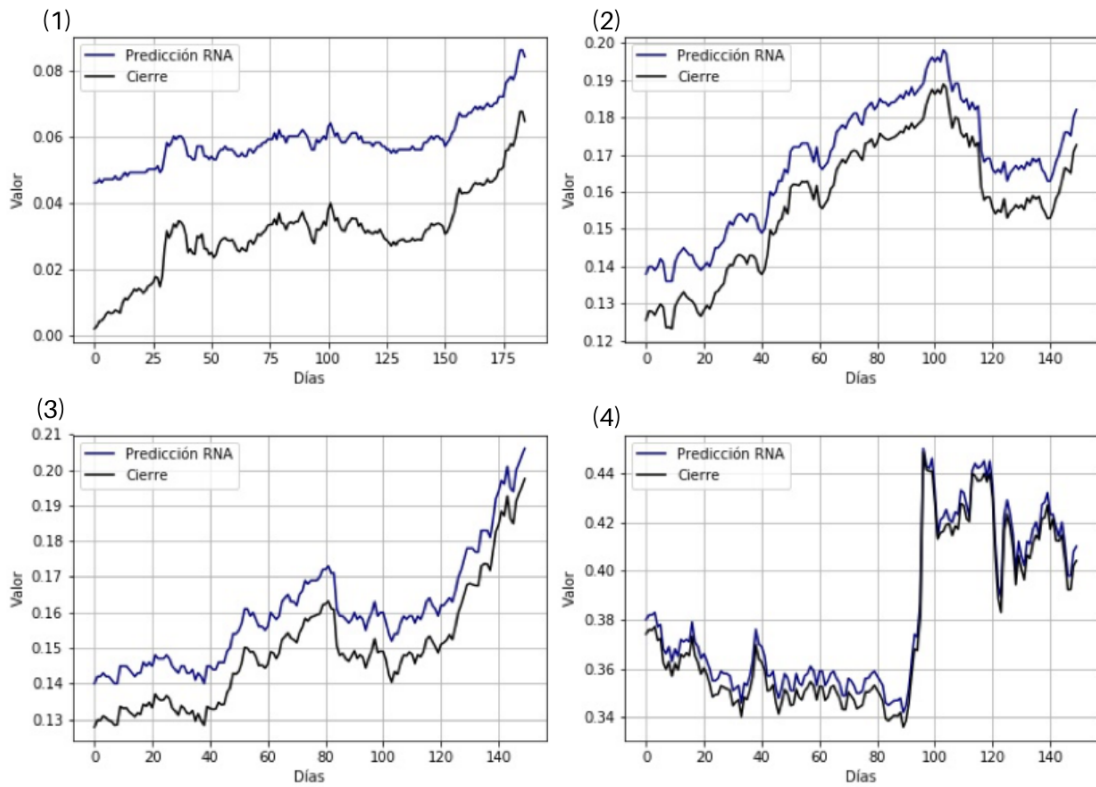 (1)
Predicción RNA
Cierre
Valor
0.08
0.06
0.04
0.02
0.00
0 25 50 75 100 125 150 175
Días
(2)
Predicción RNA
Cierre
Valor
0.20
0.19
0.18
0.17
0.16
0.15
0.14
0.13
0.12
0 20 40 60 80 100 120 140
Días
(3)
Predicción RNA
Cierre
Valor
0.21
0.20
0.19
0.18
0.17
0.16
0.15
0.14
0.13
0 20 40 60 80 100 120 140
Días
(4)
Predicción RNA
Cierre
Valor
0.44
0.42
0.40
0.38
0.36
0.34
0 20 40 60 80 100 120 140
Días